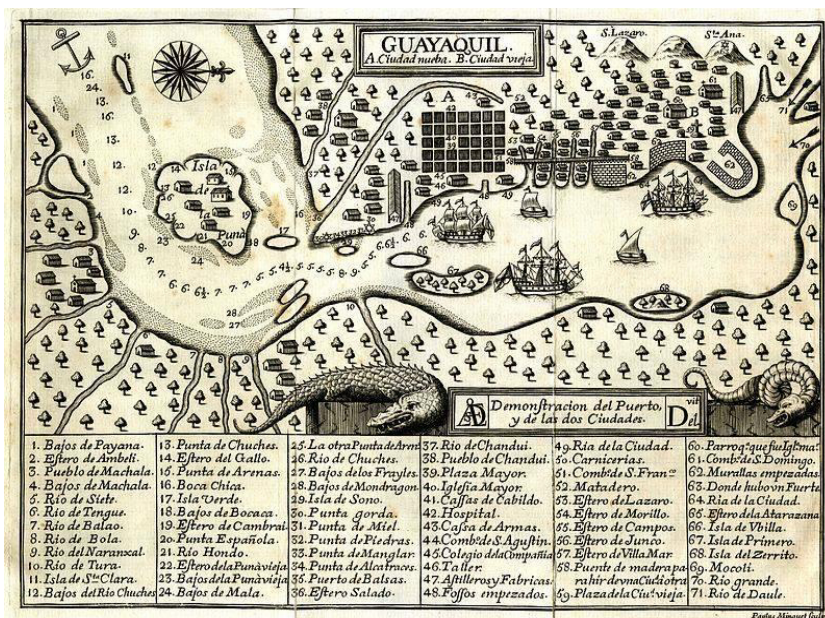 GUAYAQUIL.
A. Ciudad nueba. B. Ciudad vieja
S. Lazaro.
Sta Ana.
A
B
Isla
de
la
Punà
AD
Demonstracion del Puerto,
y de las dos Ciudades.
Delvit
1. Bajos de Payana.
2. Estero de Ambeli.
3. Pueblo de Machala.
4. Bajos de Machala.
5. Rio de Siete.
6. Rio de Tengue.
7. Rio de Balao.
8. Rio de Bola.
9. Rio del Naranxal.
10. Rio de Tura.
11. Isla de Sta Clara.
12. Bajos del Rio Chuches
13. Punta de Chuches.
14. Estero del Gallo.
15. Punta de Arenas.
16. Boca Chica.
17. Isla Verde.
18. Bajos de Bocaca.
19. Estero de Cambrai.
20. Punta Española.
21. Rio Hondo.
22. Estero de la Punà vieja
23. Bajos de la Punà vieja
24. Bajos de Mala.
25. La otra Punta de Aren
26. Rio de Chuches.
27. Bajos de los Frayles.
28. Bajos de Mondragon
29. Isla de Sono.
30. Punta gorda.
31. Punta de Miel.
32. Punta de Piedras.
33. Punta de Manglar.
34. Punta de Alcatraces.
35. Puerto de Balsas.
36. Estero Salado.
37. Rio de Chandui.
38. Pueblo de Chandui.
39. Plaza Mayor.
40. Iglesia Mayor
41. Cassas de Cabildo.
42. Hospital.
43. Cassa de Armas.
44. Combto de S. Agustin.
45. Colegio de la Compañia
46. Taller.
47. Astilleros y Fabricas.
48. Fossos empezados.
49. Ria de la Ciudad.
50. Carnicerias.
51. Combto de S. Franco
52. Matadero.
53. Estero de Lazaro.
54. Estero de Morillo.
55. Estero de Campos.
56. Estero de Junco.
57. Estero de Villa Mar.
58. Puente de madera pa
ra hir de vna Ciud. à otra
59. Plaza de la Ciud. vieja.
60. Parroqa que fue Iglesa ma
61. Combto de S. Domingo.
62. Murallas empezadas.
63. Donde hubo vn Fuerte
64. Ria de la Ciudad.
65. Estero de la Atarazana
66. Isla de Vbilla.
67. Isla de Primero.
68. Isla del Zerrito.
69. Mocoli.
70. Rio grande.
71. Rio de Daule.
Paulus Minguet sculp.